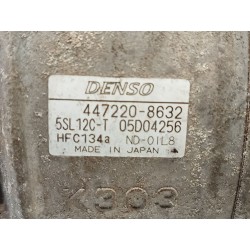 DENSO
447220-8632
5SL12C-T 05D04256
HFC134a ND-OIL8
MADE IN JAPAN
K303